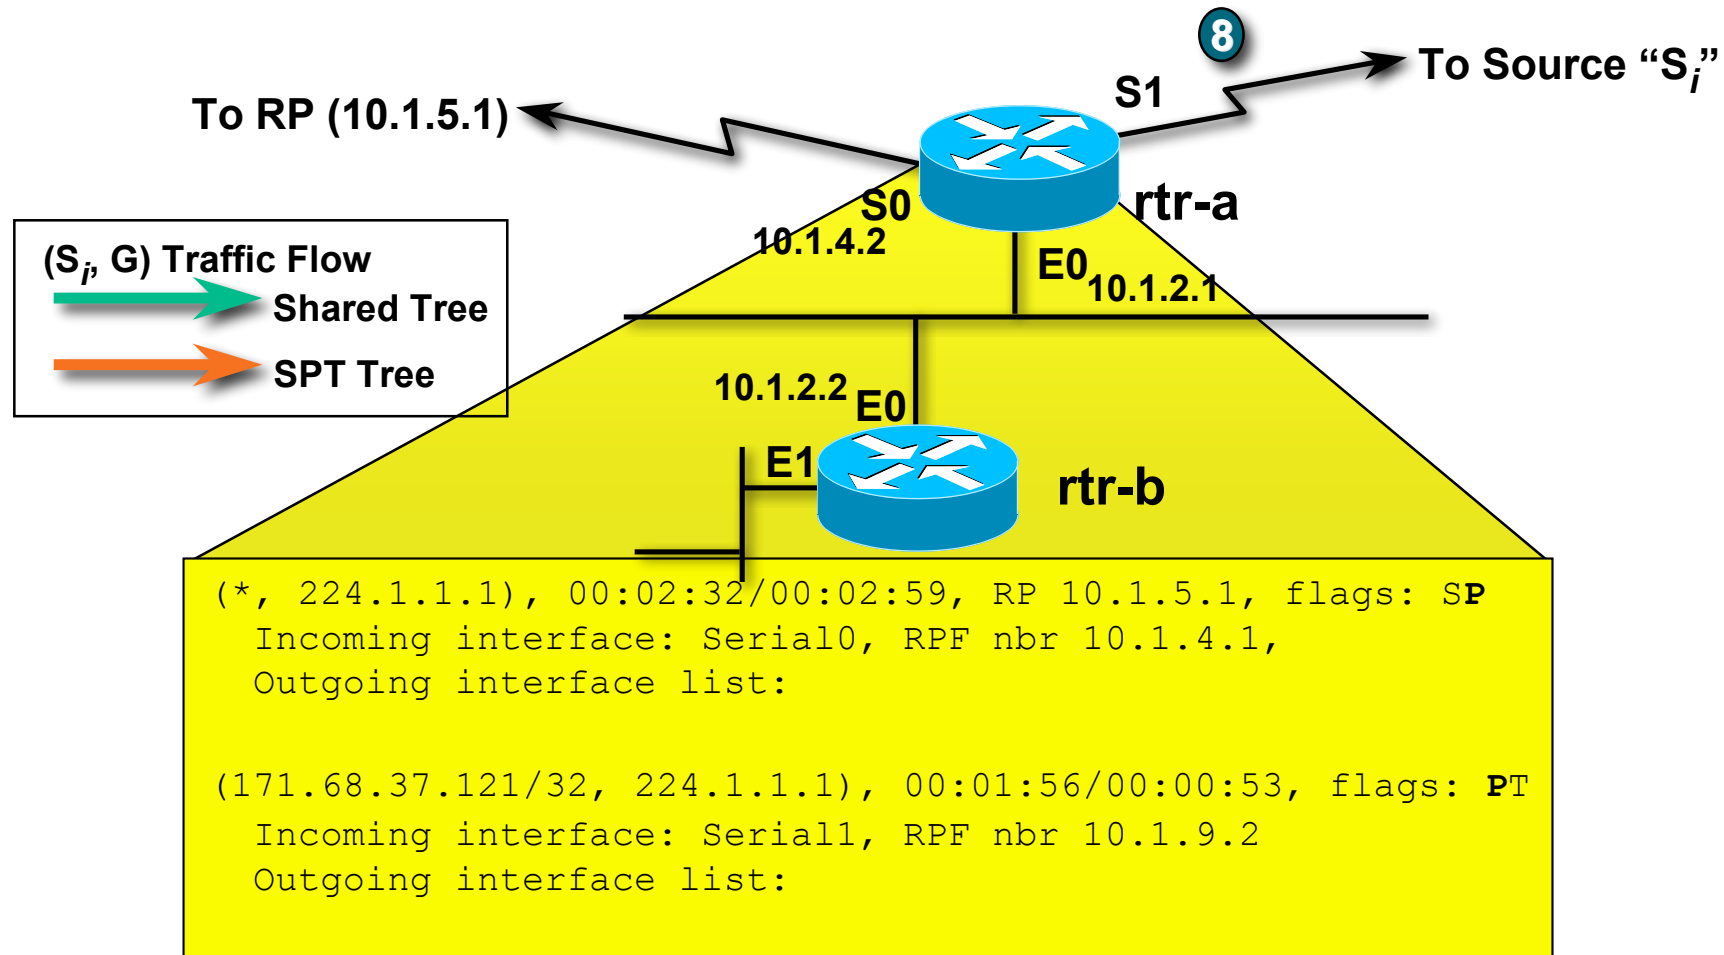 8
To Source “Si”
S1
To RP (10.1.5.1)
rtr-a
S0
10.1.4.2
E0
10.1.2.1
(Si, G) Traffic Flow
Shared Tree
SPT Tree
10.1.2.2
E0
E1
rtr-b
(*, 224.1.1.1), 00:02:32/00:02:59, RP 10.1.5.1, flags: SP
Incoming interface: Serial0, RPF nbr 10.1.4.1,
Outgoing interface list:
(171.68.37.121/32, 224.1.1.1), 00:01:56/00:00:53, flags: PT
Incoming interface: Serial1, RPF nbr 10.1.9.2
Outgoing interface list: